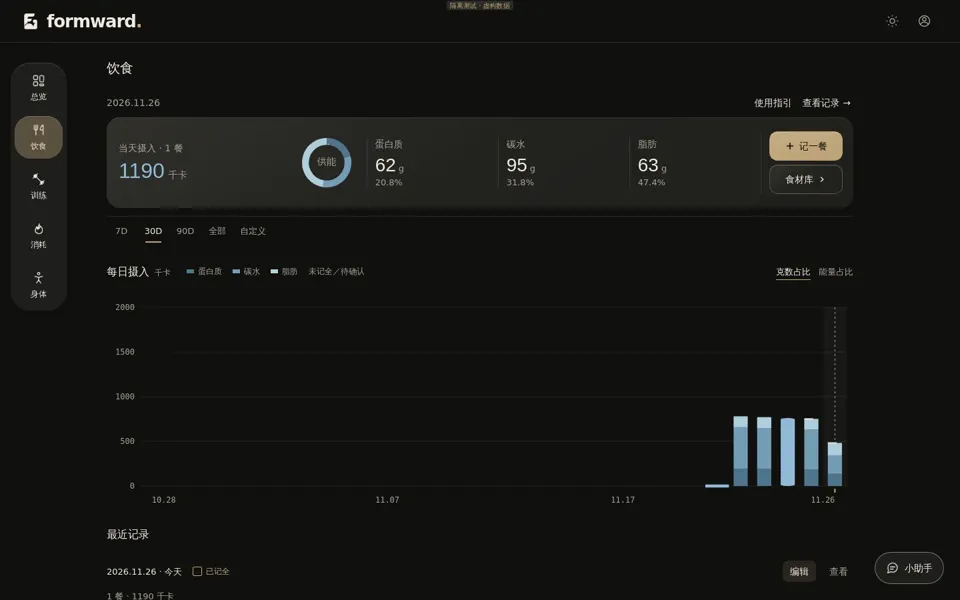 隔离测试 · 虚构数据
formward.
总览
饮食
训练
消耗
身体
饮食
2026.11.26
使用指引 查看记录 →
当天摄入 · 1 餐
1190 千卡
供能
蛋白质
62 g
20.8%
碳水
95 g
31.8%
脂肪
63 g
47.4%
+ 记一餐
食材库 >
7D 30D 90D 全部 自定义
每日摄入 千卡 蛋白质 碳水 脂肪 未记全/待确认
克数占比 能量占比
2000
1500
1000
500
0
10.28 11.07 11.17 11.26
最近记录
2026.11.26 · 今天 已记全
编辑 查看
1 餐 · 1190 千卡
小助手